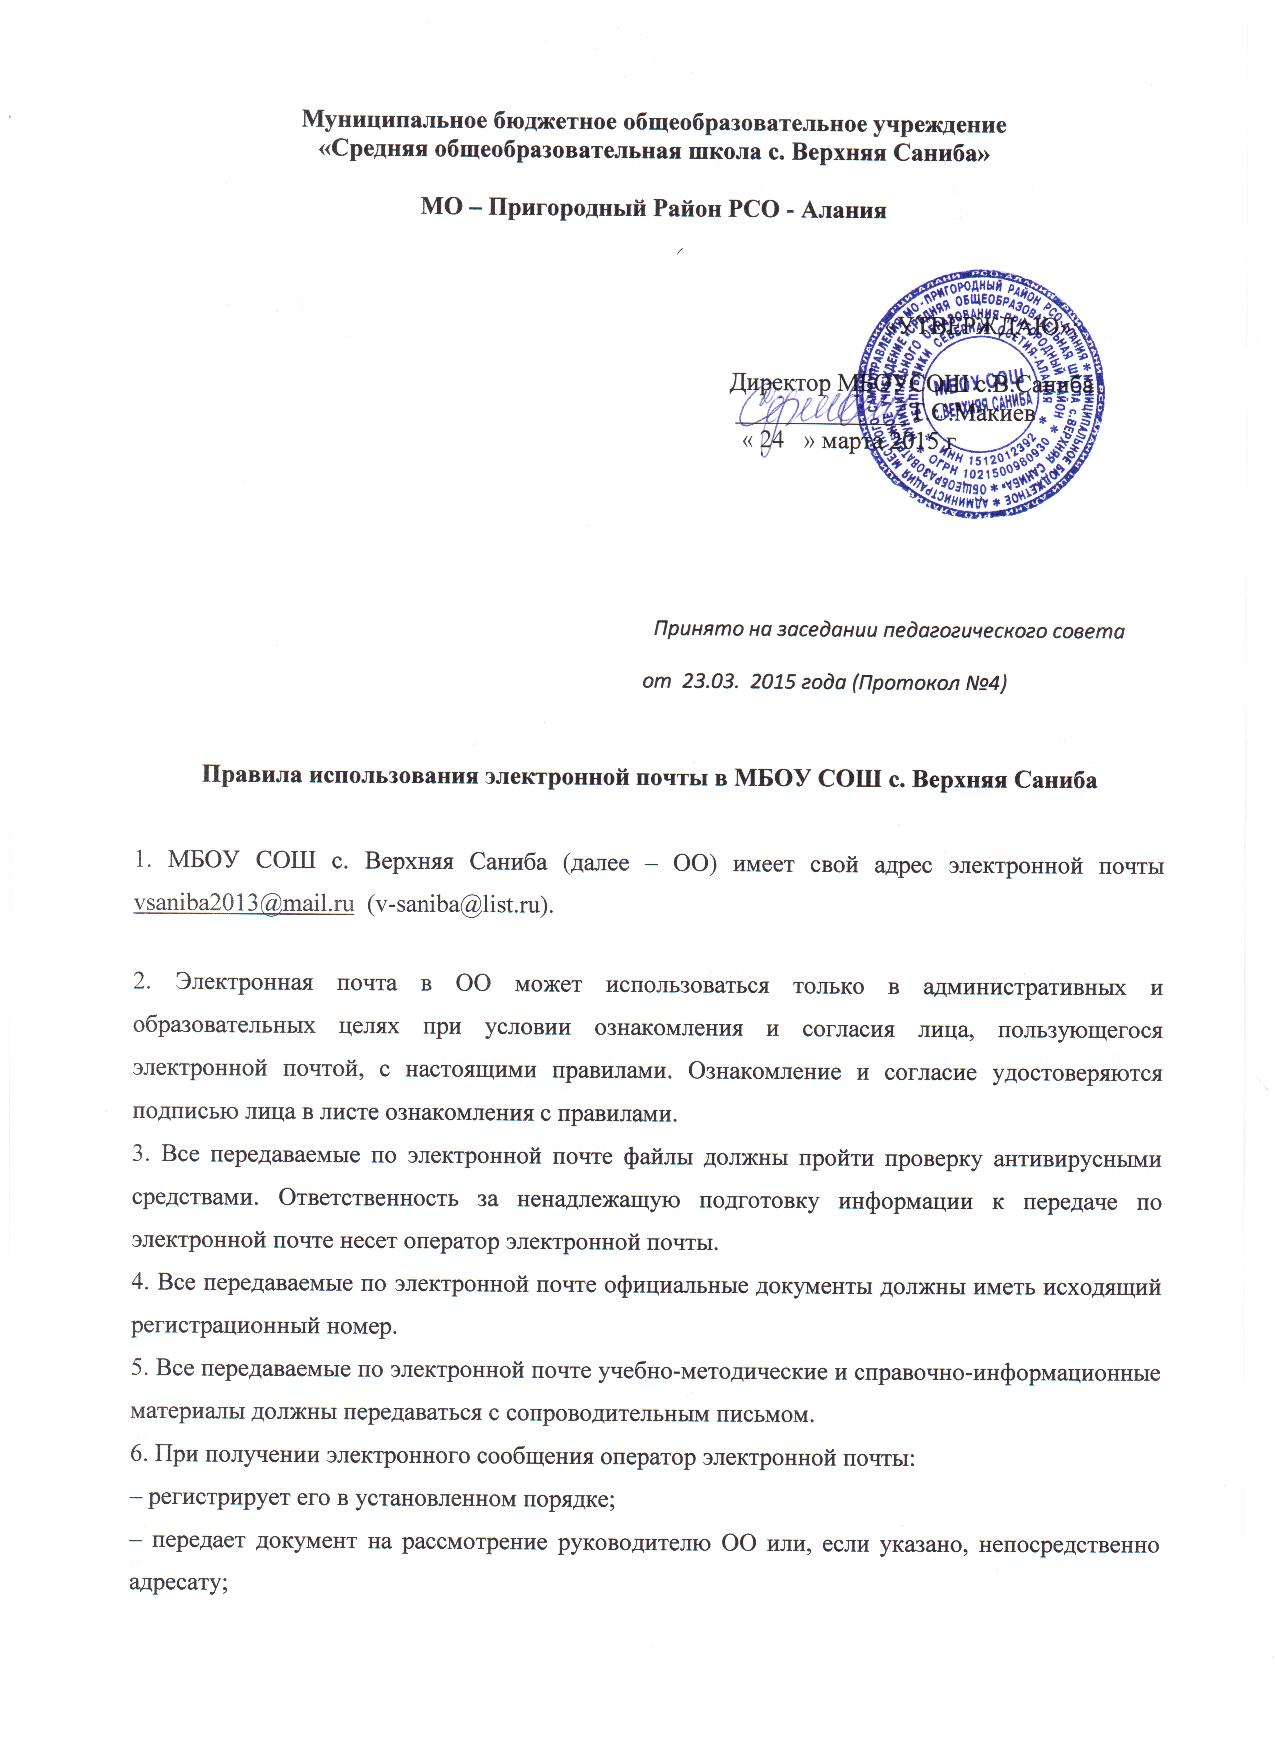 Муниципальное бюджетное общеобразовательное учреждение
«Средняя общеобразовательная школа с. Верхняя Саниба»
МО – Пригородный Район РСО - Алания
«УТВЕРЖДАЮ»
Директор МБОУСОШ с.В.Саниба
Т.С.Макиев
« 24 » марта 2015 г
МБОУ СОШ
с.ВЕРХНЯЯ САНИБА
ИНН 1512012392
ОГРН 1021500980930
Принято на заседании педагогического совета
от 23.03. 2015 года (Протокол №4)
Правила использования электронной почты в МБОУ СОШ с. Верхняя Саниба
1. МБОУ СОШ с. Верхняя Саниба (далее – ОО) имеет свой адрес электронной почты
vsaniba2013@mail.ru (v-saniba@list.ru).
2. Электронная почта в ОО может использоваться только в административных и
образовательных целях при условии ознакомления и согласия лица, пользующегося
электронной почтой, с настоящими правилами. Ознакомление и согласие удостоверяются
подписью лица в листе ознакомления с правилами.
3. Все передаваемые по электронной почте файлы должны пройти проверку антивирусными
средствами. Ответственность за ненадлежащую подготовку информации к передаче по
электронной почте несет оператор электронной почты.
4. Все передаваемые по электронной почте официальные документы должны иметь исходящий
регистрационный номер.
5. Все передаваемые по электронной почте учебно-методические и справочно-информационные
материалы должны передаваться с сопроводительным письмом.
6. При получении электронного сообщения оператор электронной почты:
– регистрирует его в установленном порядке;
– передает документ на рассмотрение руководителю ОО или, если указано, непосредственно
адресату;